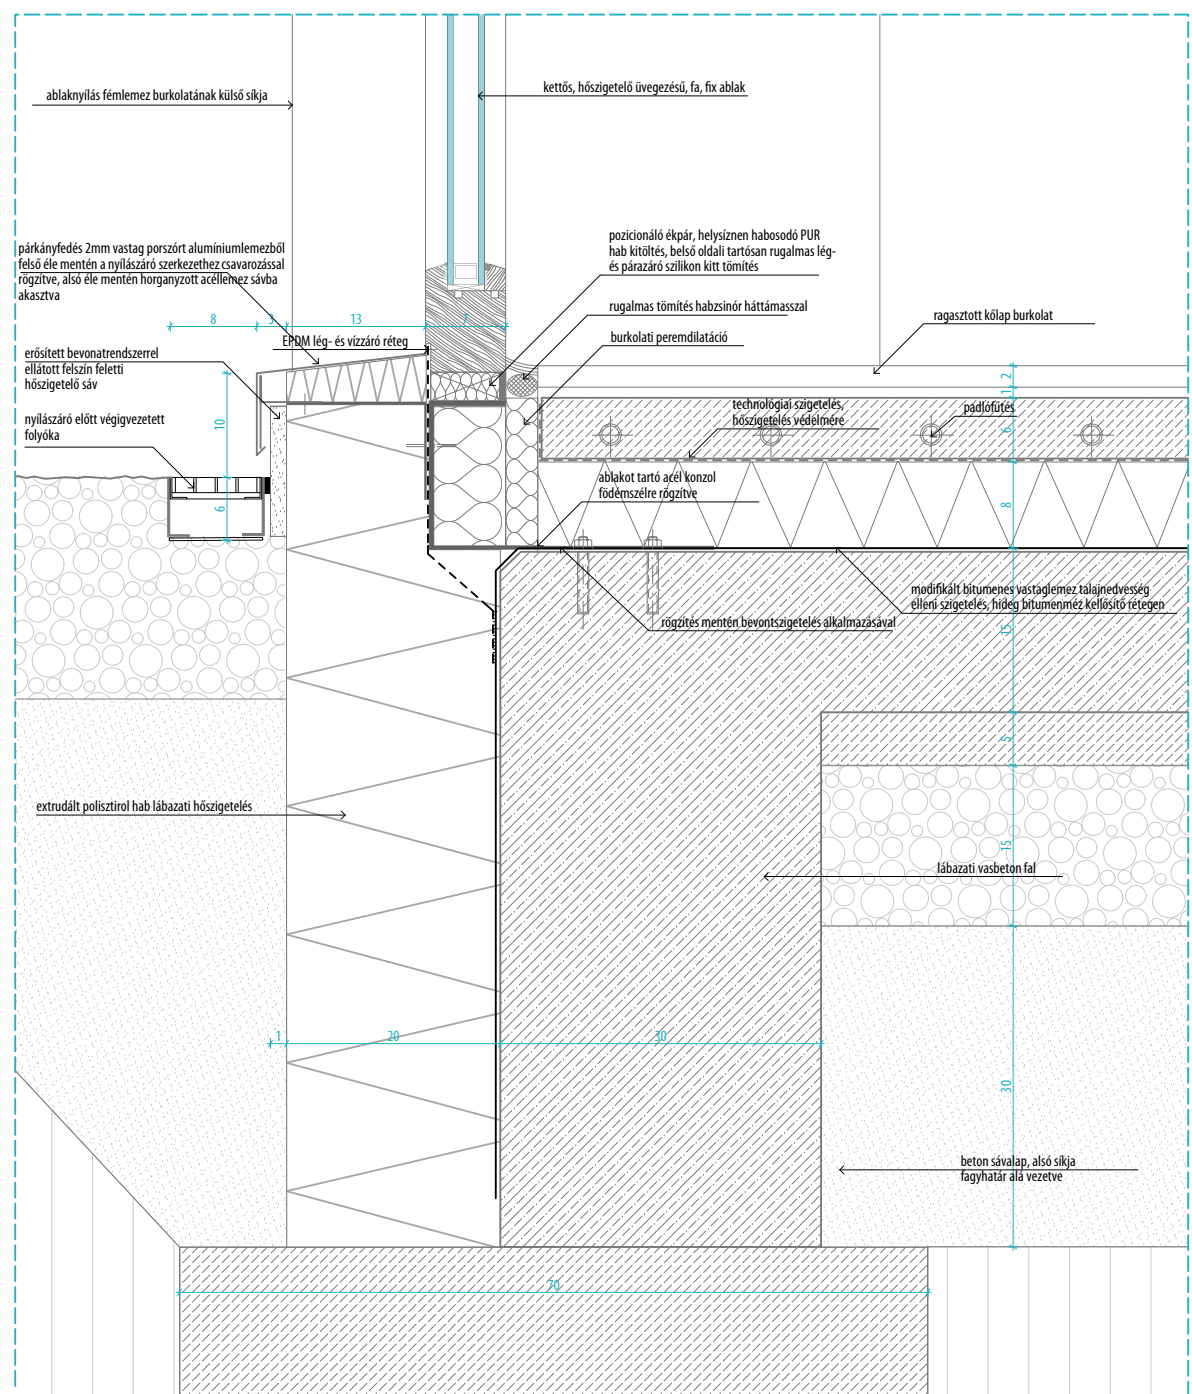 ablaknyílás fémlemez burkolatának külső síkja
kettős, hőszigetelő üvegezésű, fa, fix ablak
párkányfedés 2mm vastag porszórt alumíniumlemezből
felső éle mentén a nyílászáró szerkezethez csavarozással
rögzítve, alsó éle mentén horganyzott acéllemez sávba
akasztva
pozicionáló ékpár, helysíznen habosodó PUR
hab kitöltés, belső oldali tartósan rugalmas lég-
és párazáró szilikon kitt tömítés
rugalmas tömítés habzsinór háttámasszal
burkolati peremdilatáció
ragasztott kőlap burkolat
8
3
13
7
EPDM lég- és vízzáró réteg
erősített bevonatrendszerrel
ellátott felszín feletti
hőszigetelő sáv
nyílászáró előtt végigvezetett
folyóka
10
6
2
1
6
technológiai szigetelés,
hőszigetelés védelmére
padlófűtés
ablakot tartó acél konzol
födémszélre rögzítve
8
modifikált bitumenes vastaglemez talajnedvesség
elleni szigetelés, hideg bitumenméz kellősítő rétegen
rögzítés mentén bevontszigetelés alkalmazásával
15
5
extrudált polisztirol hab lábazati hőszigetelés
15
lábazati vasbeton fal
1
20
30
30
beton sávalap, alsó síkja
fagyhatár alá vezetve
70